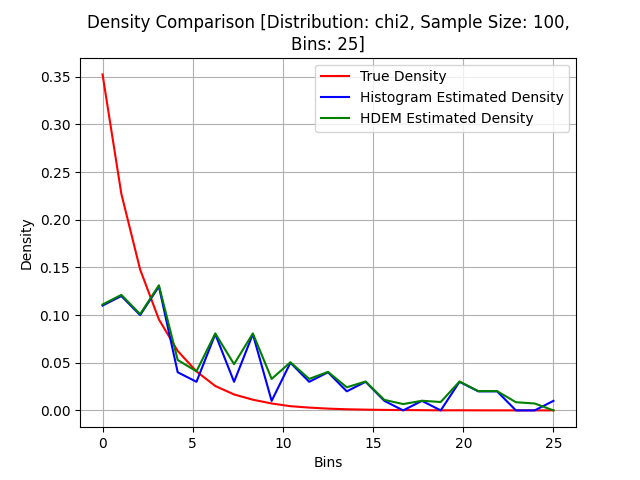 Density Comparison [Distribution: chi2, Sample Size: 100,
Bins: 25]
True Density
Histogram Estimated Density
HDEM Estimated Density
Density
0.35
0.30
0.25
0.20
0.15
0.10
0.05
0.00
0 5 10 15 20 25
Bins